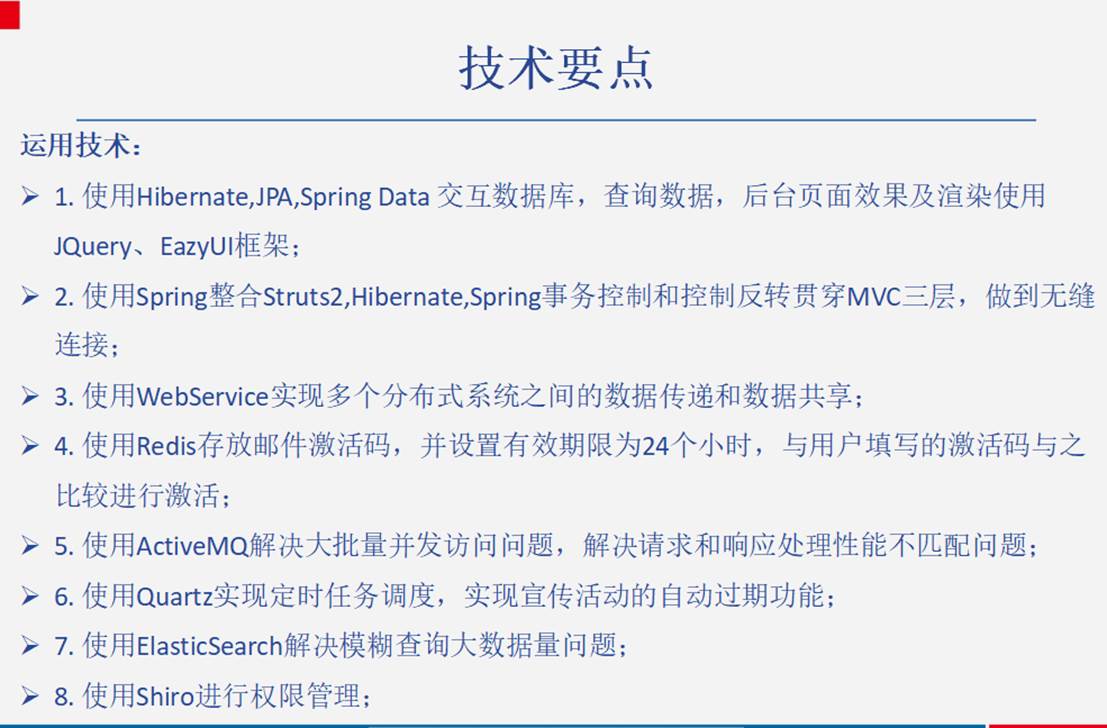 技术要点
运用技术：
➢ 1. 使用Hibernate,JPA,Spring Data 交互数据库，查询数据，后台页面效果及渲染使用
JQuery、EazyUI框架；
➢ 2. 使用Spring整合Struts2,Hibernate,Spring事务控制和控制反转贯穿MVC三层，做到无缝
连接；
➢ 3. 使用WebService实现多个分布式系统之间的数据传递和数据共享；
➢ 4. 使用Redis存放邮件激活码，并设置有效期限为24个小时，与用户填写的激活码与之
比较进行激活；
➢ 5. 使用ActiveMQ解决大批量并发访问问题，解决请求和响应处理性能不匹配问题；
➢ 6. 使用Quartz实现定时任务调度，实现宣传活动的自动过期功能；
➢ 7. 使用ElasticSearch解决模糊查询大数据量问题；
➢ 8. 使用Shiro进行权限管理；